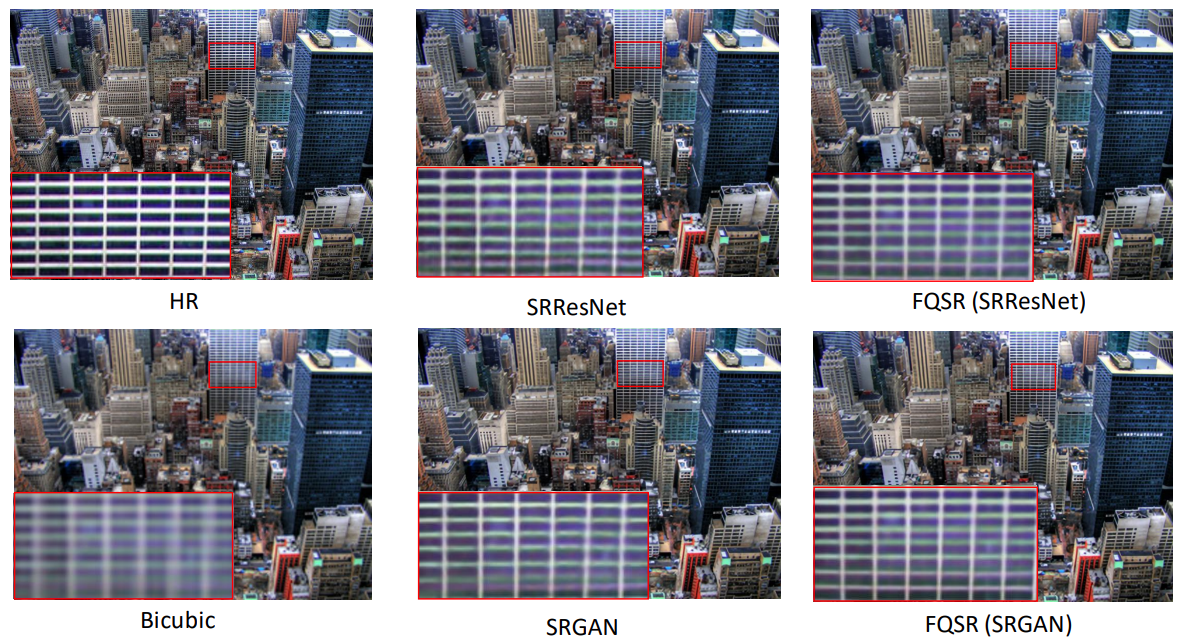 HR
SRResNet
FQSR (SRResNet)
Bicubic
SRGAN
FQSR (SRGAN)